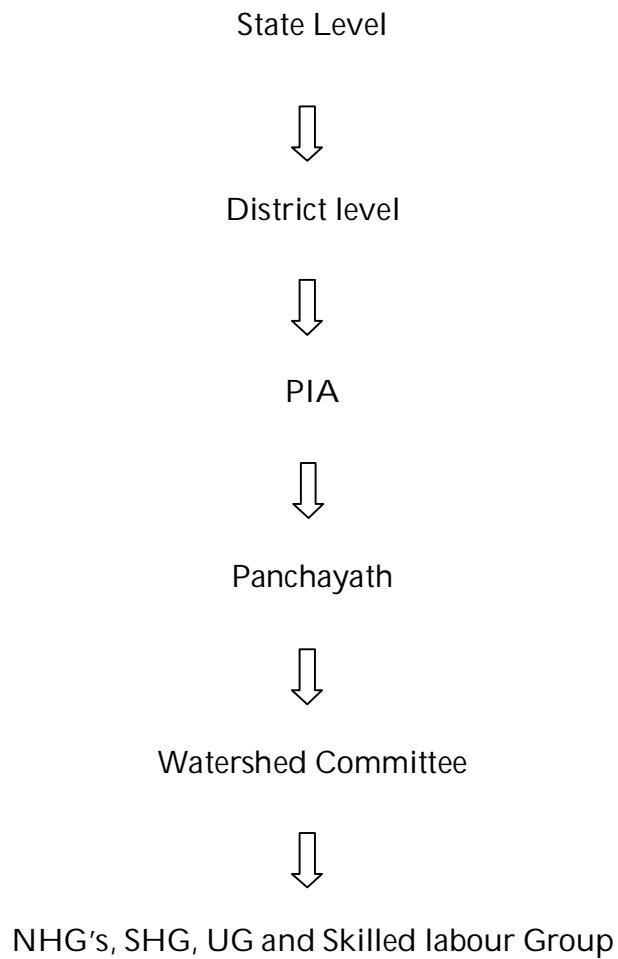 State Level
District level
PIA
Panchayath
Watershed Committee
NHG's, SHG, UG and Skilled labour Group